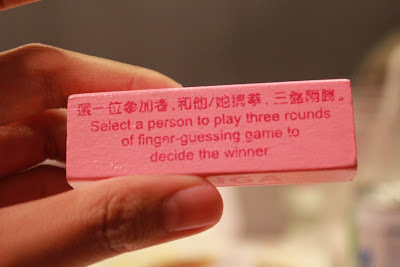 選一位參加者,和他/她猜拳,三盤兩勝。
Select a person to play three rounds
of finger-guessing game to
decide the winner